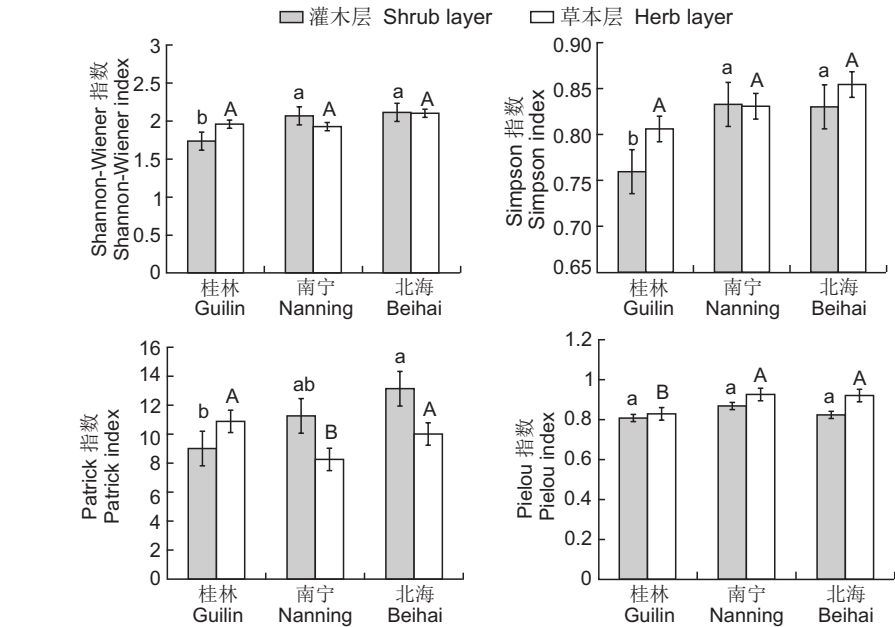 灌木层 Shrub layer 草本层 Herb layer
Shannon-Wiener 指数
Shannon-Wiener index
3
2.5
2
1.5
1
0.5
0
b A a A a A
桂林 南宁 北海
Guilin Nanning Beihai
Simpson 指数
Simpson index
0.90
0.85
0.80
0.75
0.70
0.65
b A a A a A
桂林 南宁 北海
Guilin Nanning Beihai
Patrick 指数
Patrick index
16
14
12
10
8
6
4
2
0
b A ab B a A
桂林 南宁 北海
Guilin Nanning Beihai
Pielou 指数
Pielou index
1.2
1
0.8
0.6
0.4
0.2
0
a B a A a A
桂林 南宁 北海
Guilin Nanning Beihai